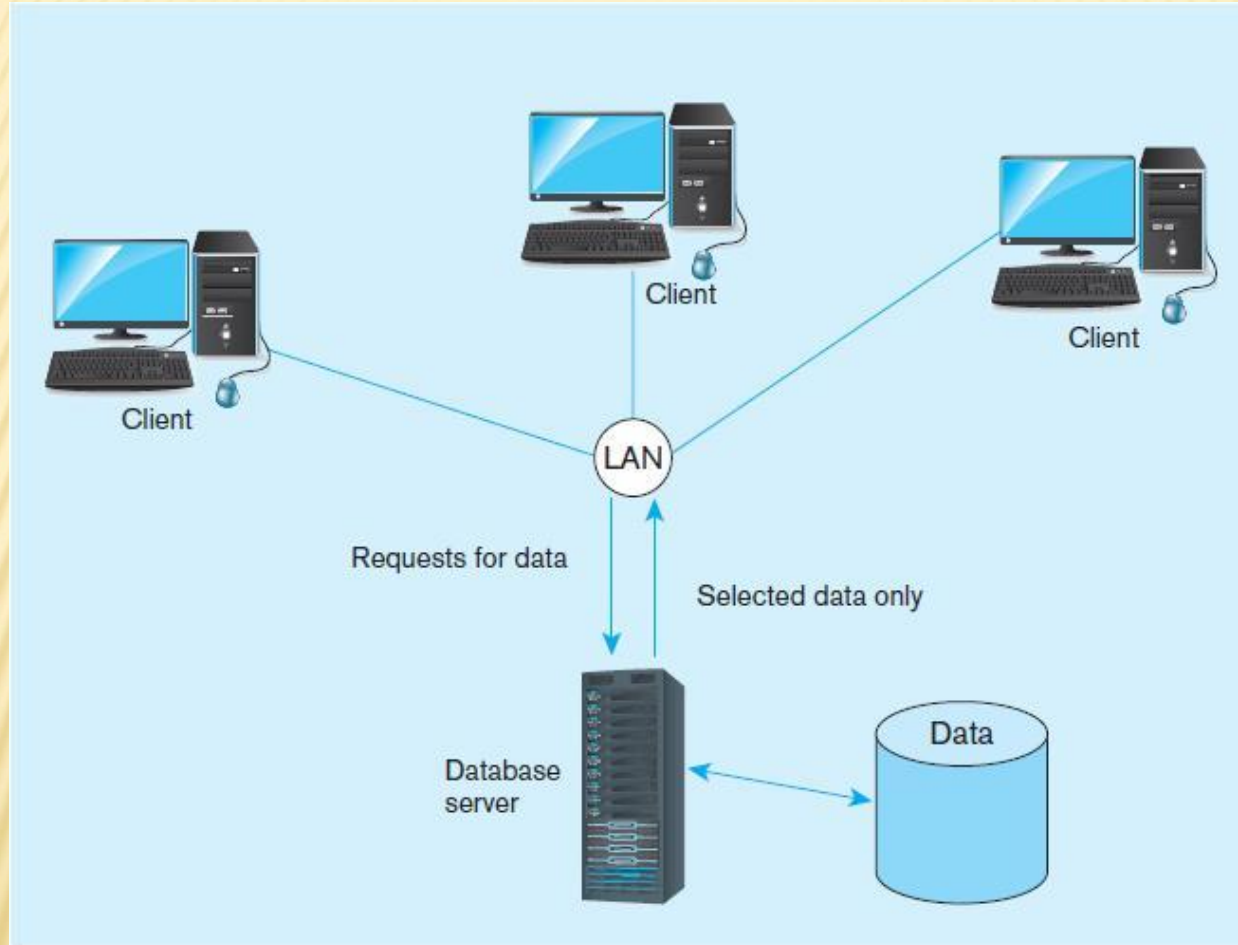 Client
Client
Client
LAN
Requests for data
Selected data only
Database
server
Data